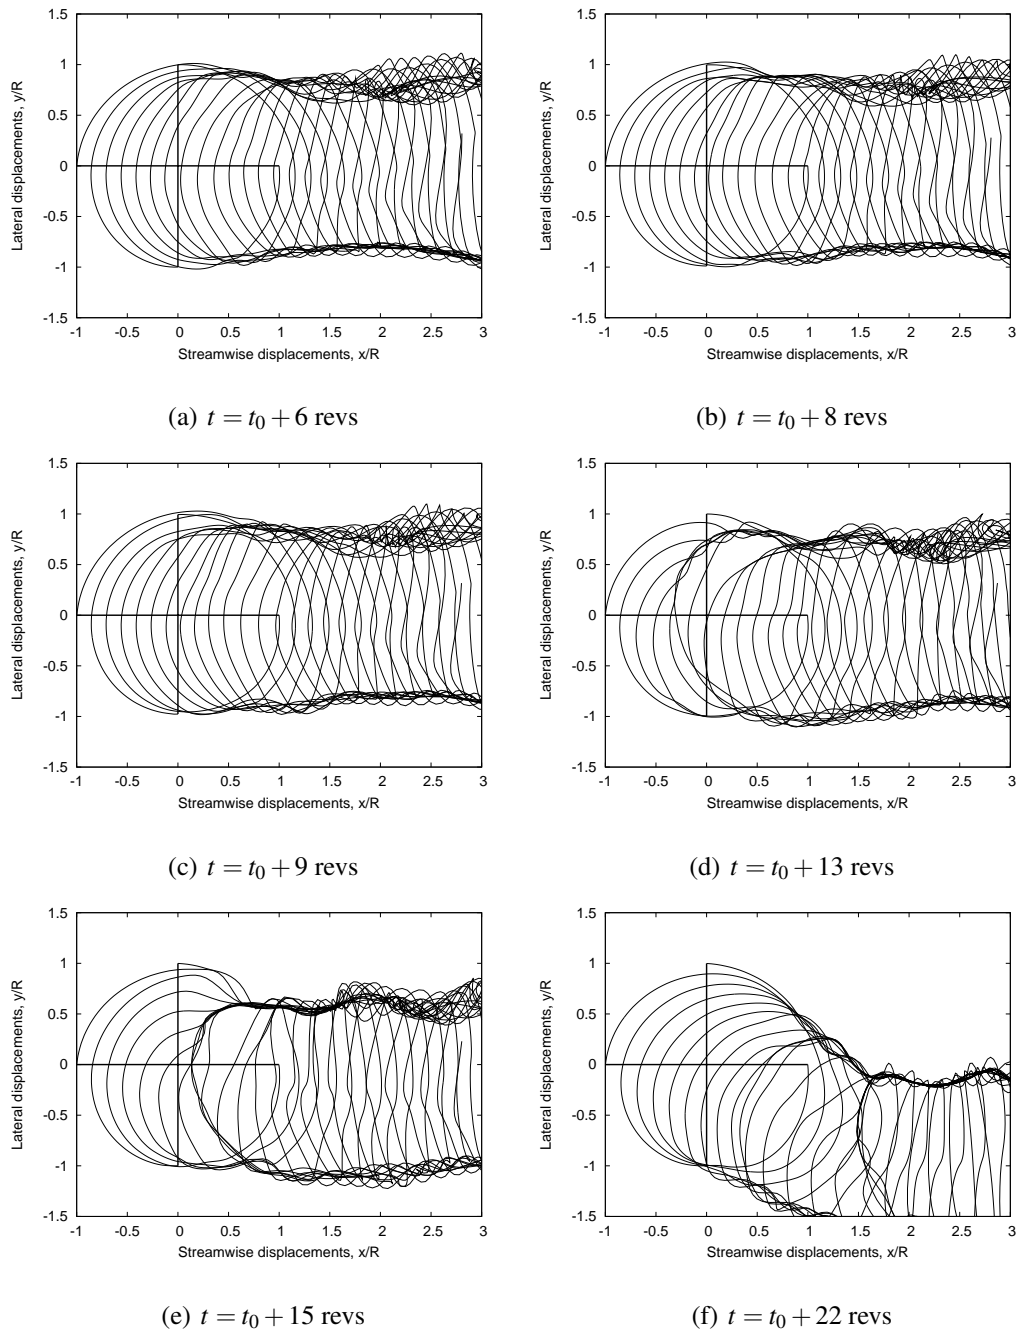 1.5
1
0.5
0
-0.5
-1
-1.5
Lateral displacements, y/R
-1 -0.5 0 0.5 1 1.5 2 2.5 3
Streamwise displacements, x/R
(a) t = t0 + 6 revs
1.5
1
0.5
0
-0.5
-1
-1.5
Lateral displacements, y/R
-1 -0.5 0 0.5 1 1.5 2 2.5 3
Streamwise displacements, x/R
(b) t = t0 + 8 revs
1.5
1
0.5
0
-0.5
-1
-1.5
Lateral displacements, y/R
-1 -0.5 0 0.5 1 1.5 2 2.5 3
Streamwise displacements, x/R
(c) t = t0 + 9 revs
1.5
1
0.5
0
-0.5
-1
-1.5
Lateral displacements, y/R
-1 -0.5 0 0.5 1 1.5 2 2.5 3
Streamwise displacements, x/R
(d) t = t0 + 13 revs
1.5
1
0.5
0
-0.5
-1
-1.5
Lateral displacements, y/R
-1 -0.5 0 0.5 1 1.5 2 2.5 3
Streamwise displacements, x/R
(e) t = t0 + 15 revs
1.5
1
0.5
0
-0.5
-1
-1.5
Lateral displacements, y/R
-1 -0.5 0 0.5 1 1.5 2 2.5 3
Streamwise displacements, x/R
(f) t = t0 + 22 revs